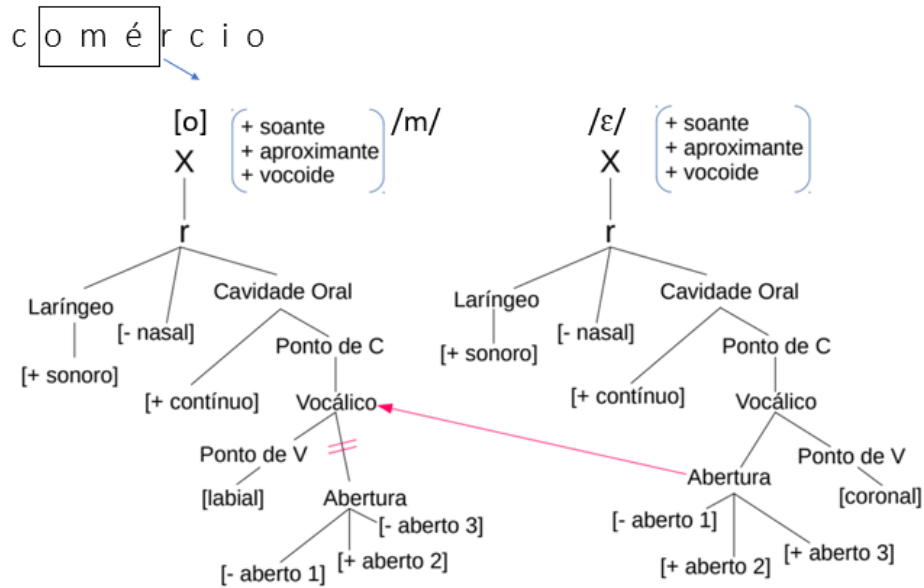 c o m é r c i o
[o] + soante /m/ /ɛ/ + soante
+ aproximante + aproximante
X + vocoide X + vocoide
r r
Laríngeo Cavidade Oral Laríngeo Cavidade Oral
[- nasal] [- nasal]
[+ sonoro] Ponto de C [+ sonoro] Ponto de C
[+ contínuo] Vocálico [+ contínuo] Vocálico
Ponto de V Ponto de V
[labial] Abertura Abertura [coronal]
[- aberto 3] [- aberto 1]
[- aberto 1] [+ aberto 2] [+ aberto 2] [+ aberto 3]